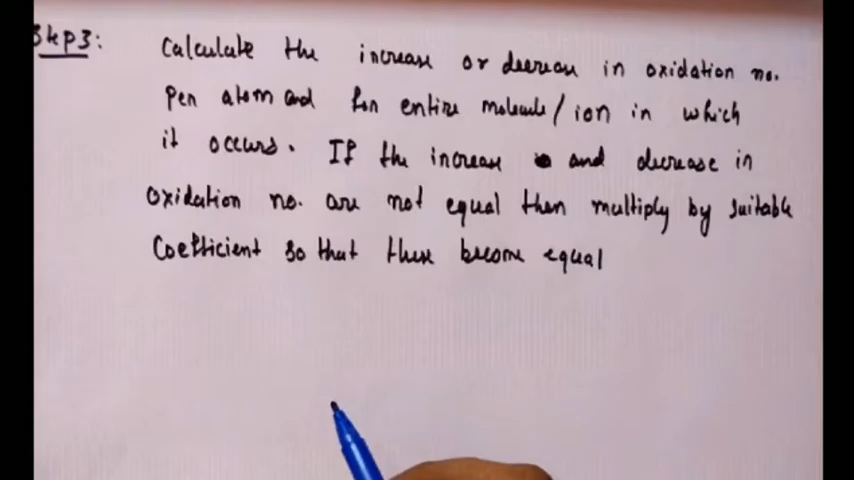 Step3:
Calculate the increase or decrease in oxidation no.
per atom and for entire molecule/ion in which
it occurs. If the increase and decrease in
oxidation no. are not equal then multiply by suitable
Coefficient so that these become equal